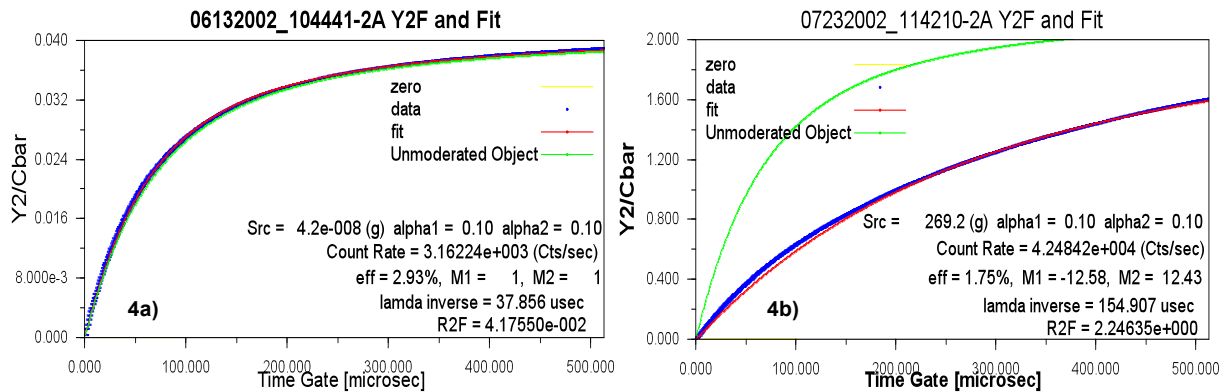 06132002_104441-2A Y2F and Fit
Y2/Cbar
0.040
0.032
0.024
0.016
8.000e-3
0.000
data
fit
Unmoderated Object
Src = 4.2e-008 (g) alpha1 = 0.10 alpha2 = 0.10
Count Rate = 3.16224e+003 (Cts/sec)
eff = 2.93%, M1 = 1, M2 = 1
lamda inverse = 37.856 usec
R2F = 4.17550e-002
4a)
zero
0.000 100.000 200.000 300.000 400.000 500.000
Time Gate [microsec]
07232002_114210-2A Y2F and Fit
Y2/Cbar
2.000
1.600
1.200
0.800
0.400
0.000
zero
data
fit
Unmoderated Object
Src = 269.2 (g) alpha1 = 0.10 alpha2 = 0.10
Count Rate = 4.24842e+004 (Cts/sec)
eff = 1.75%, M1 =-12.58, M2 = 12.43
lamda inverse = 154.907 usec
R2F = 2.24635e+000
4b)
0.000 100.000 200.000 300.000 400.000 500.000
Time Gate [microsec]